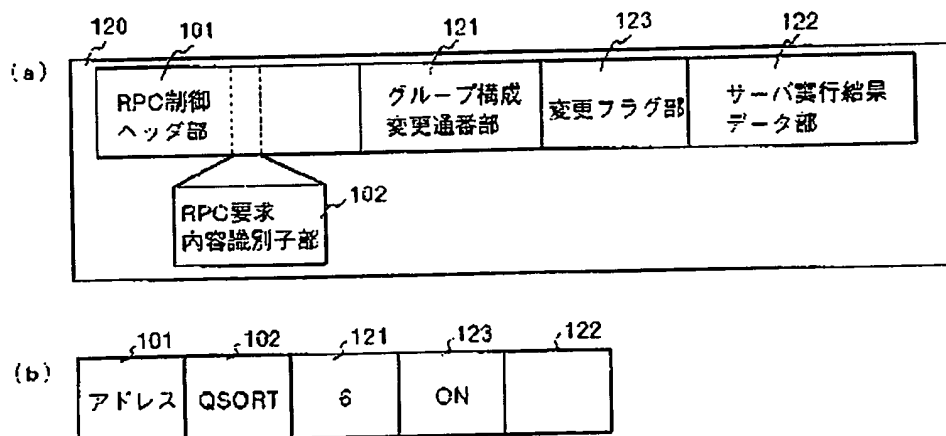 120
101
121
123
122
(a)
RPC制御
ヘッダ部
グループ構成
変更通番部
変更フラグ部
サーバ実行結果
データ部
102
RPC要求
内容識別子部
101
102
121
123
122
(b)
アドレス
QSORT
6
ON